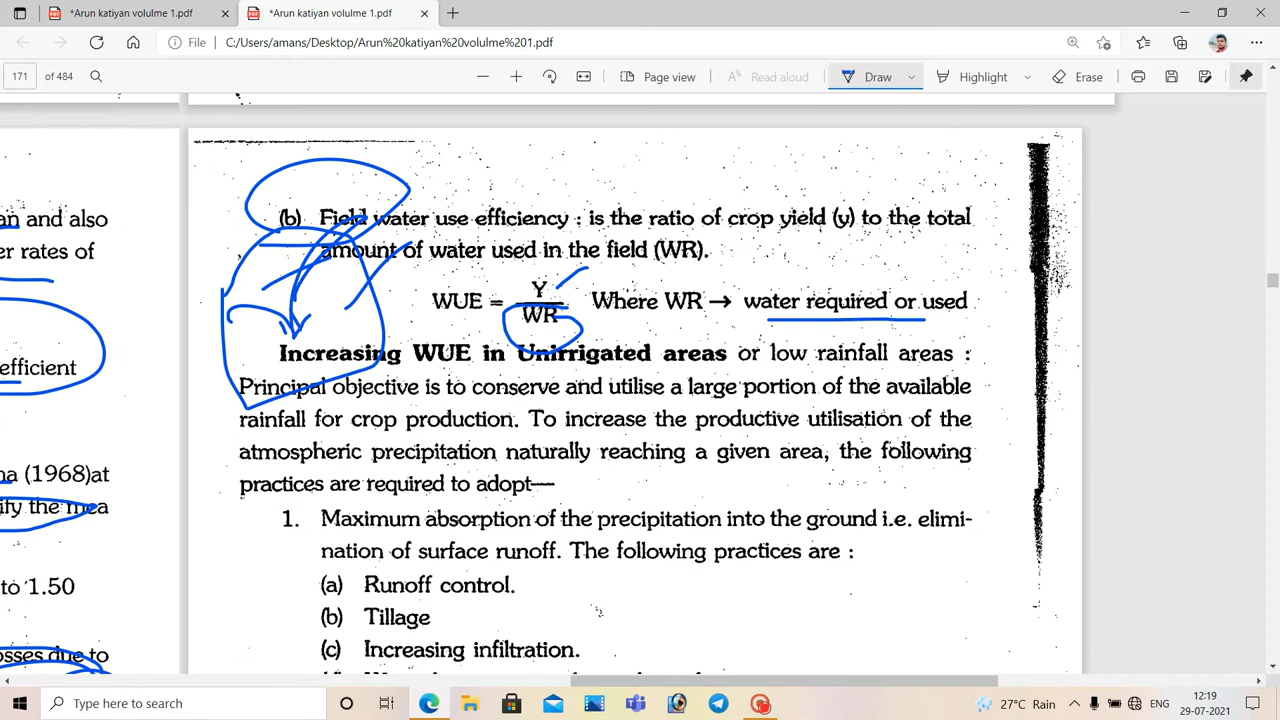 *Arun katiyan volulme 1.pdf
*Arun katiyan volulme 1.pdf
File C:/Users/amans/Desktop/Arun%20katiyan%20volulme%201.pdf
171 of 484
Page view
Read aloud
Draw
Highlight
Erase
an and also
er rates of
efficient
na (1968)at
ify the mea
to 1.50
osses due to
(b) Field water use efficiency : is the ratio of crop yield (y) to the total
amount of water used in the field (WR).
WUE = Y / WR Where WR → water required or used
Increasing WUE in Unirrigated areas or low rainfall areas :
Principal objective is to conserve and utilise a large portion of the available
rainfall for crop production. To increase the productive utilisation of the
atmospheric precipitation naturally reaching a given area, the following
practices are required to adopt—
1. Maximum absorption of the precipitation into the ground i.e. elimi-
nation of surface runoff. The following practices are :
(a) Runoff control.
(b) Tillage
(c) Increasing infiltration.
Type here to search
27°C Rain
ENG
12:19
29-07-2021